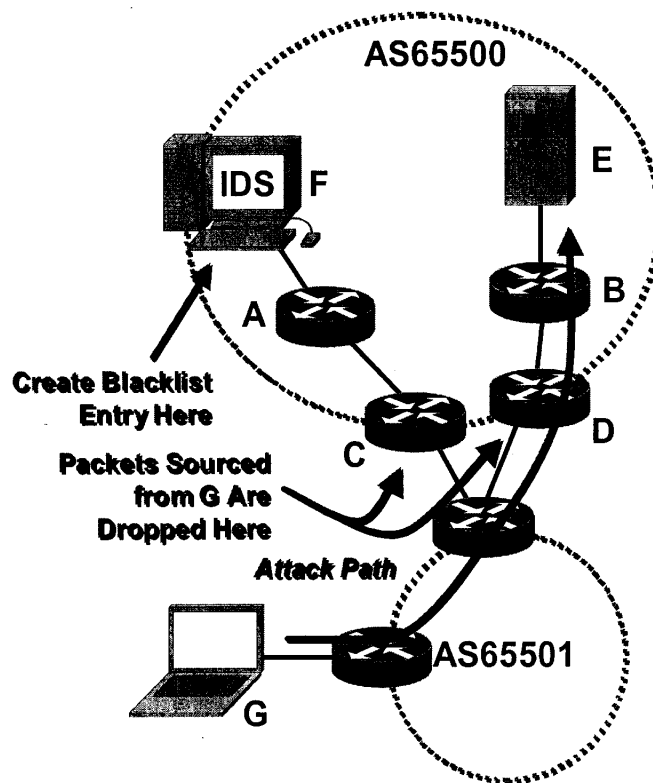 AS65500
IDS
F
E
A
B
Create Blacklist
Entry Here
C
D
Packets Sourced
from G Are
Dropped Here
Attack Path
AS65501
G